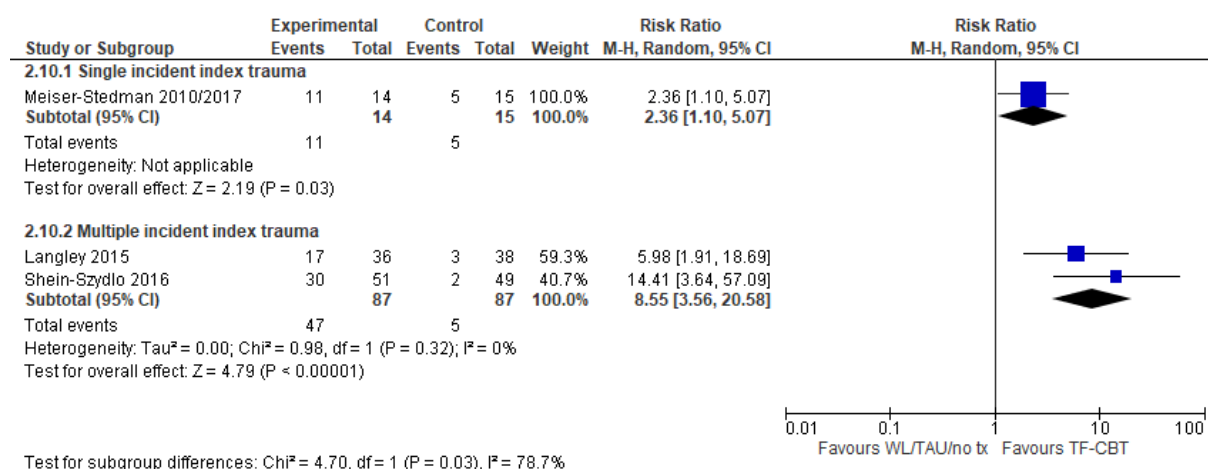 Experimental Control Risk Ratio Risk Ratio
Study or Subgroup Events Total Events Total Weight M-H, Random, 95% CI M-H, Random, 95% CI
2.10.1 Single incident index trauma
Meiser-Stedman 2010/2017 11 14 5 15 100.0% 2.36 [1.10, 5.07]
Subtotal (95% CI) 14 15 100.0% 2.36 [1.10, 5.07]
Total events 11 5
Heterogeneity: Not applicable
Test for overall effect: Z = 2.19 (P = 0.03)
2.10.2 Multiple incident index trauma
Langley 2015 17 36 3 38 59.3% 5.98 [1.91, 18.69]
Shein-Szydlo 2016 30 51 2 49 40.7% 14.41 [3.64, 57.09]
Subtotal (95% CI) 87 87 100.0% 8.55 [3.56, 20.58]
Total events 47 5
Heterogeneity: Tau² = 0.00; Chi² = 0.98, df = 1 (P = 0.32); I² = 0%
Test for overall effect: Z = 4.79 (P < 0.00001)
0.01 0.1 1 10 100
Favours WL/TAU/no tx Favours TF-CBT
Test for subgroup differences: Chi² = 4.70, df = 1 (P = 0.03), I² = 78.7%